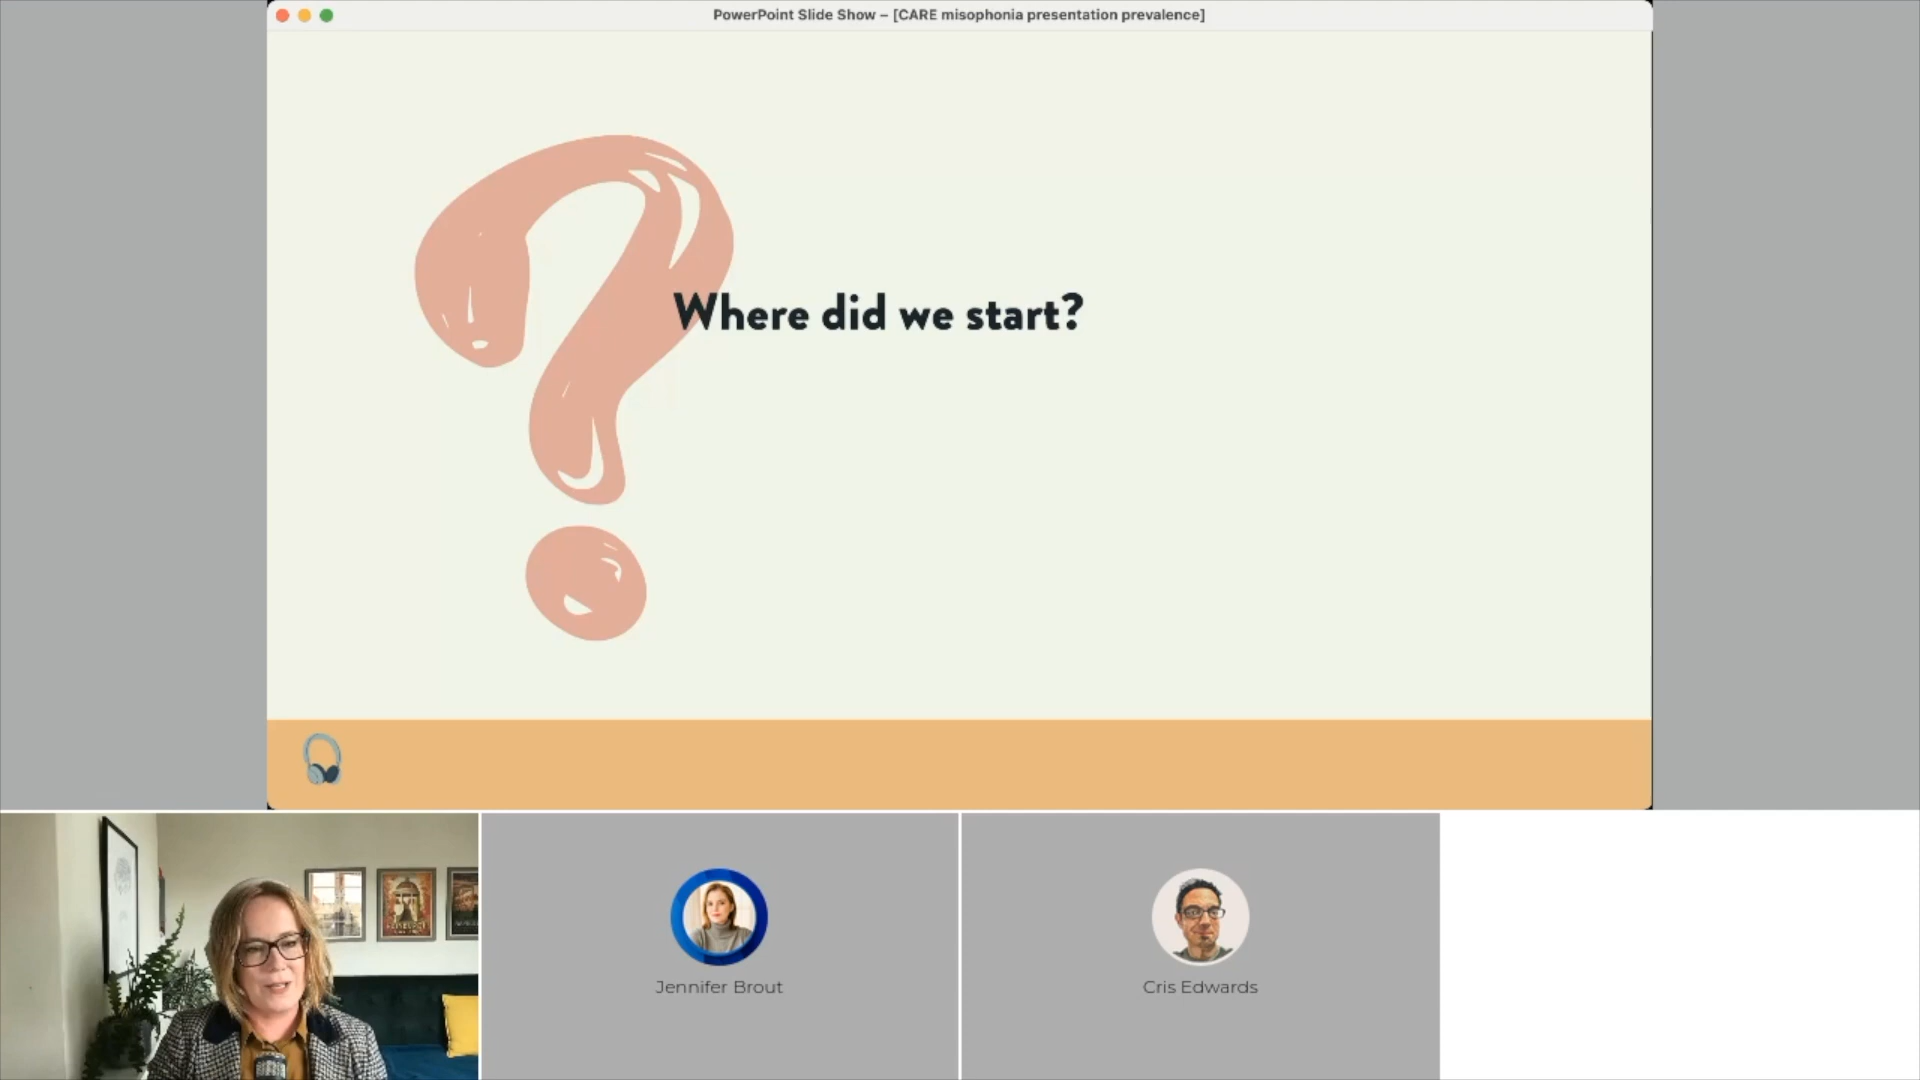 PowerPoint Slide Show – [CARE misophonia presentation prevalence]
Where did we start?
Jennifer Brout
Cris Edwards